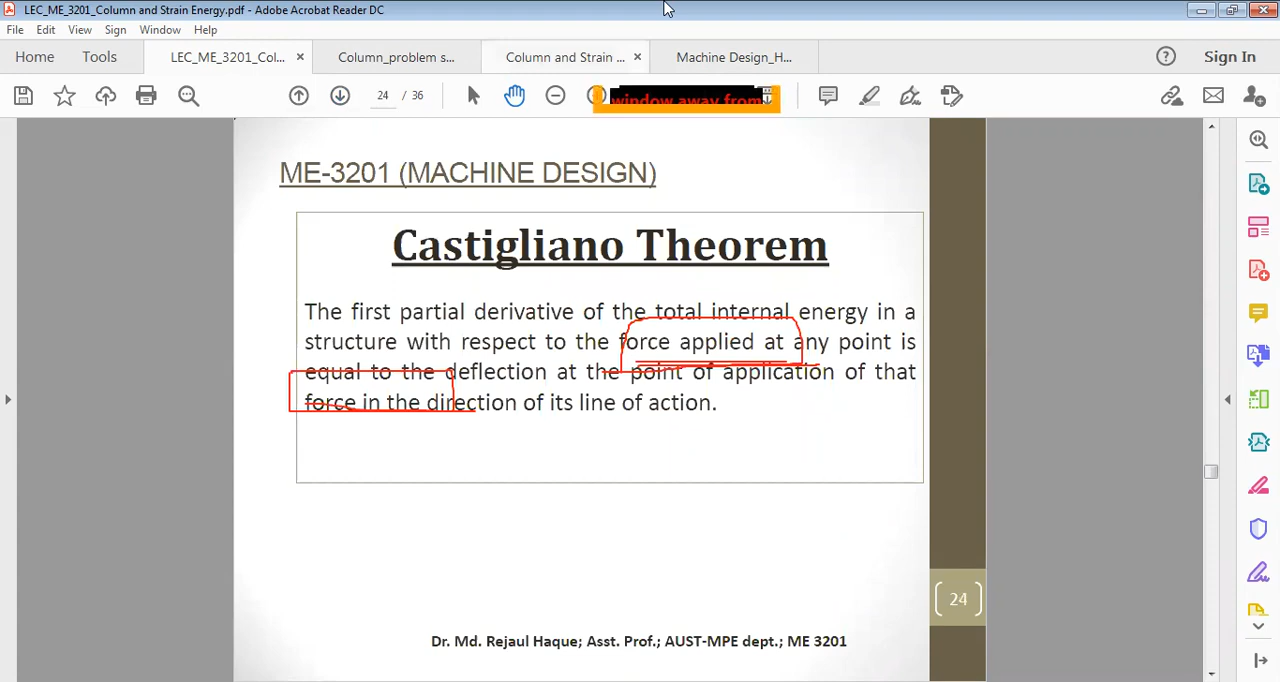 LEC_ME_3201_Column and Strain Energy.pdf - Adobe Acrobat Reader DC
File Edit View Sign Window Help
Home Tools LEC_ME_3201_Col... × Column_problem s... Column and Strain ... × Machine Design_H... ? Sign In
24 / 36 window away from
ME-3201 (MACHINE DESIGN)
Castigliano Theorem
The first partial derivative of the total internal energy in a
structure with respect to the force applied at any point is
equal to the deflection at the point of application of that
force in the direction of its line of action.
24
Dr. Md. Rejaul Haque; Asst. Prof.; AUST-MPE dept.; ME 3201